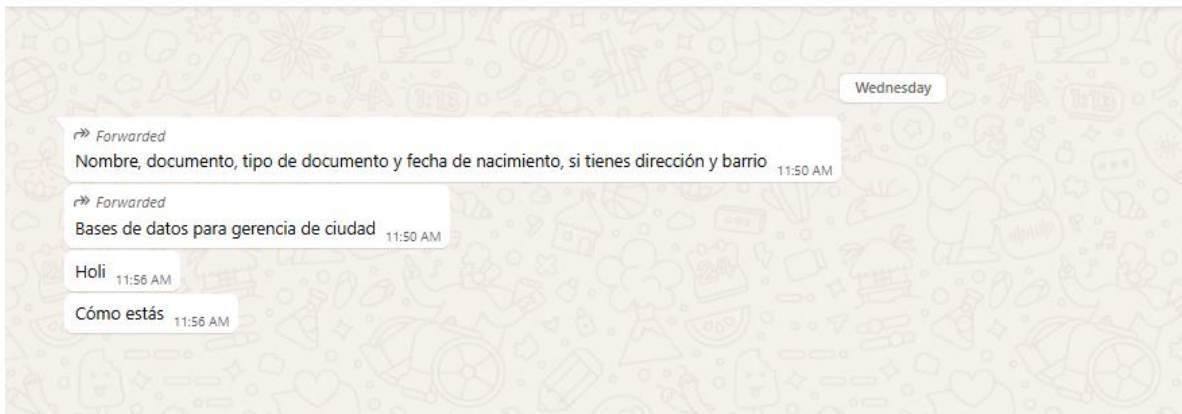 Wednesday
Forwarded
Nombre, documento, tipo de documento y fecha de nacimiento, si tienes dirección y barrio 11:50 AM
Forwarded
Bases de datos para gerencia de ciudad 11:50 AM
Holi 11:56 AM
Cómo estás 11:56 AM